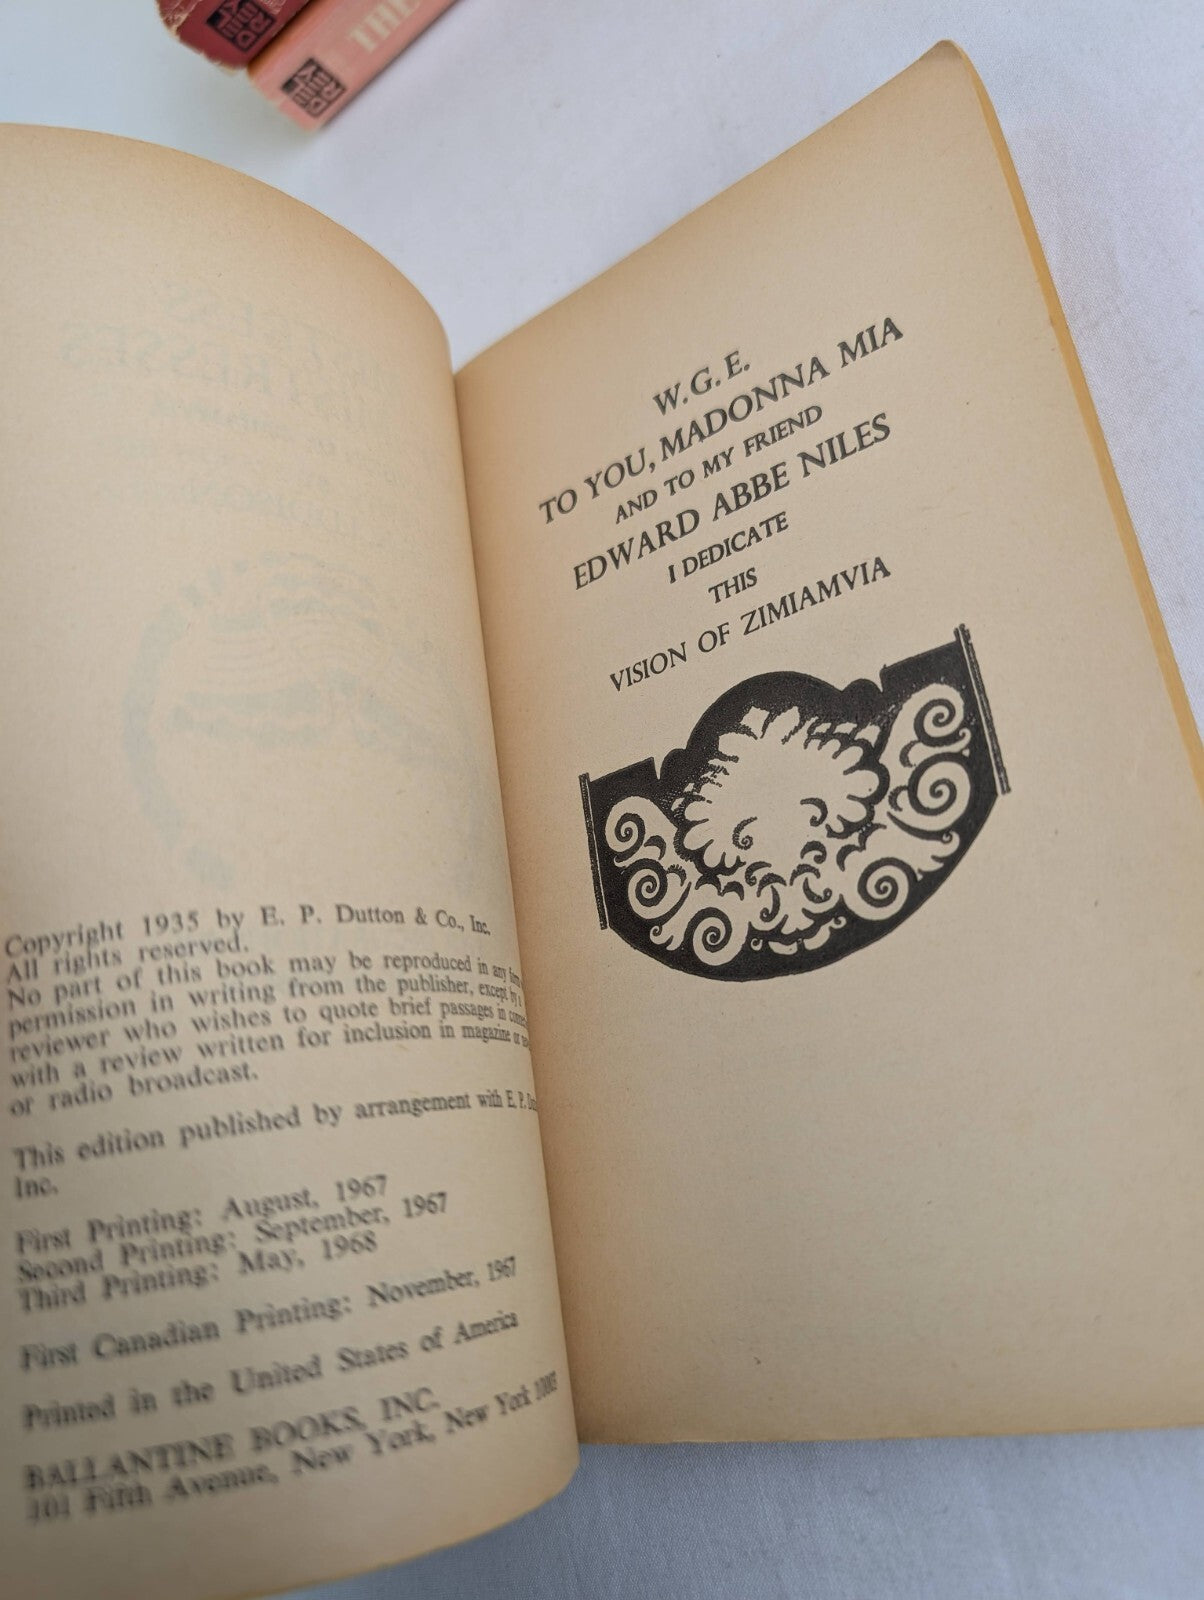 THE
W.G.E.
TO YOU, MADONNA MIA
AND TO MY FRIEND
EDWARD ABBE NILES
I DEDICATE
THIS
VISION OF ZIMIAMVIA
Copyright 1935 by E. P. Dutton & Co., Inc.
All rights reserved.
No part of this book may be reproduced in any form
permission in writing from the publisher, except by a
reviewer who wishes to quote brief passages in
with a review written for inclusion in magazine or
or radio broadcast.
This edition published by arrangement with E. P.
Inc.
First Printing: August, 1967
Second Printing: September, 1967
Third Printing: May, 1968
First Canadian Printing: November, 1967
Printed in the United States of America
BALLANTINE BOOKS, INC.
101 Fifth Avenue, New York, New York 10003